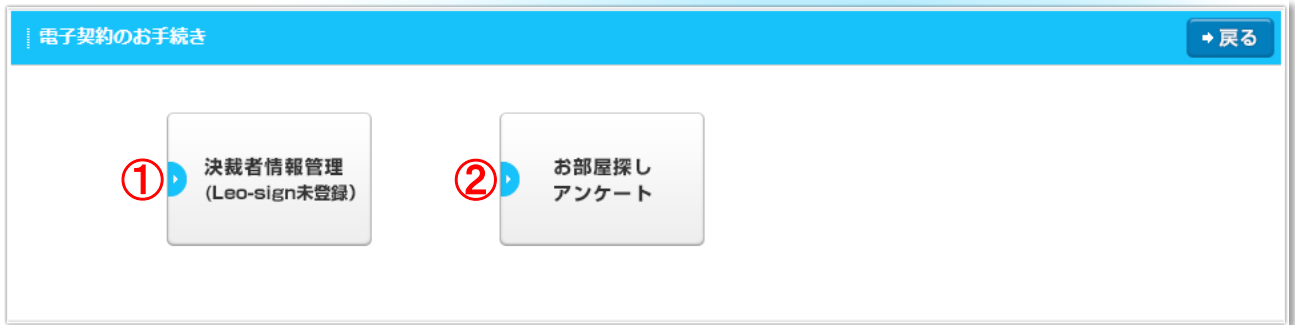 電子契約のお手続き
戻る
①
決裁者情報管理
(Leo-sign未登録)
②
お部屋探し
アンケート